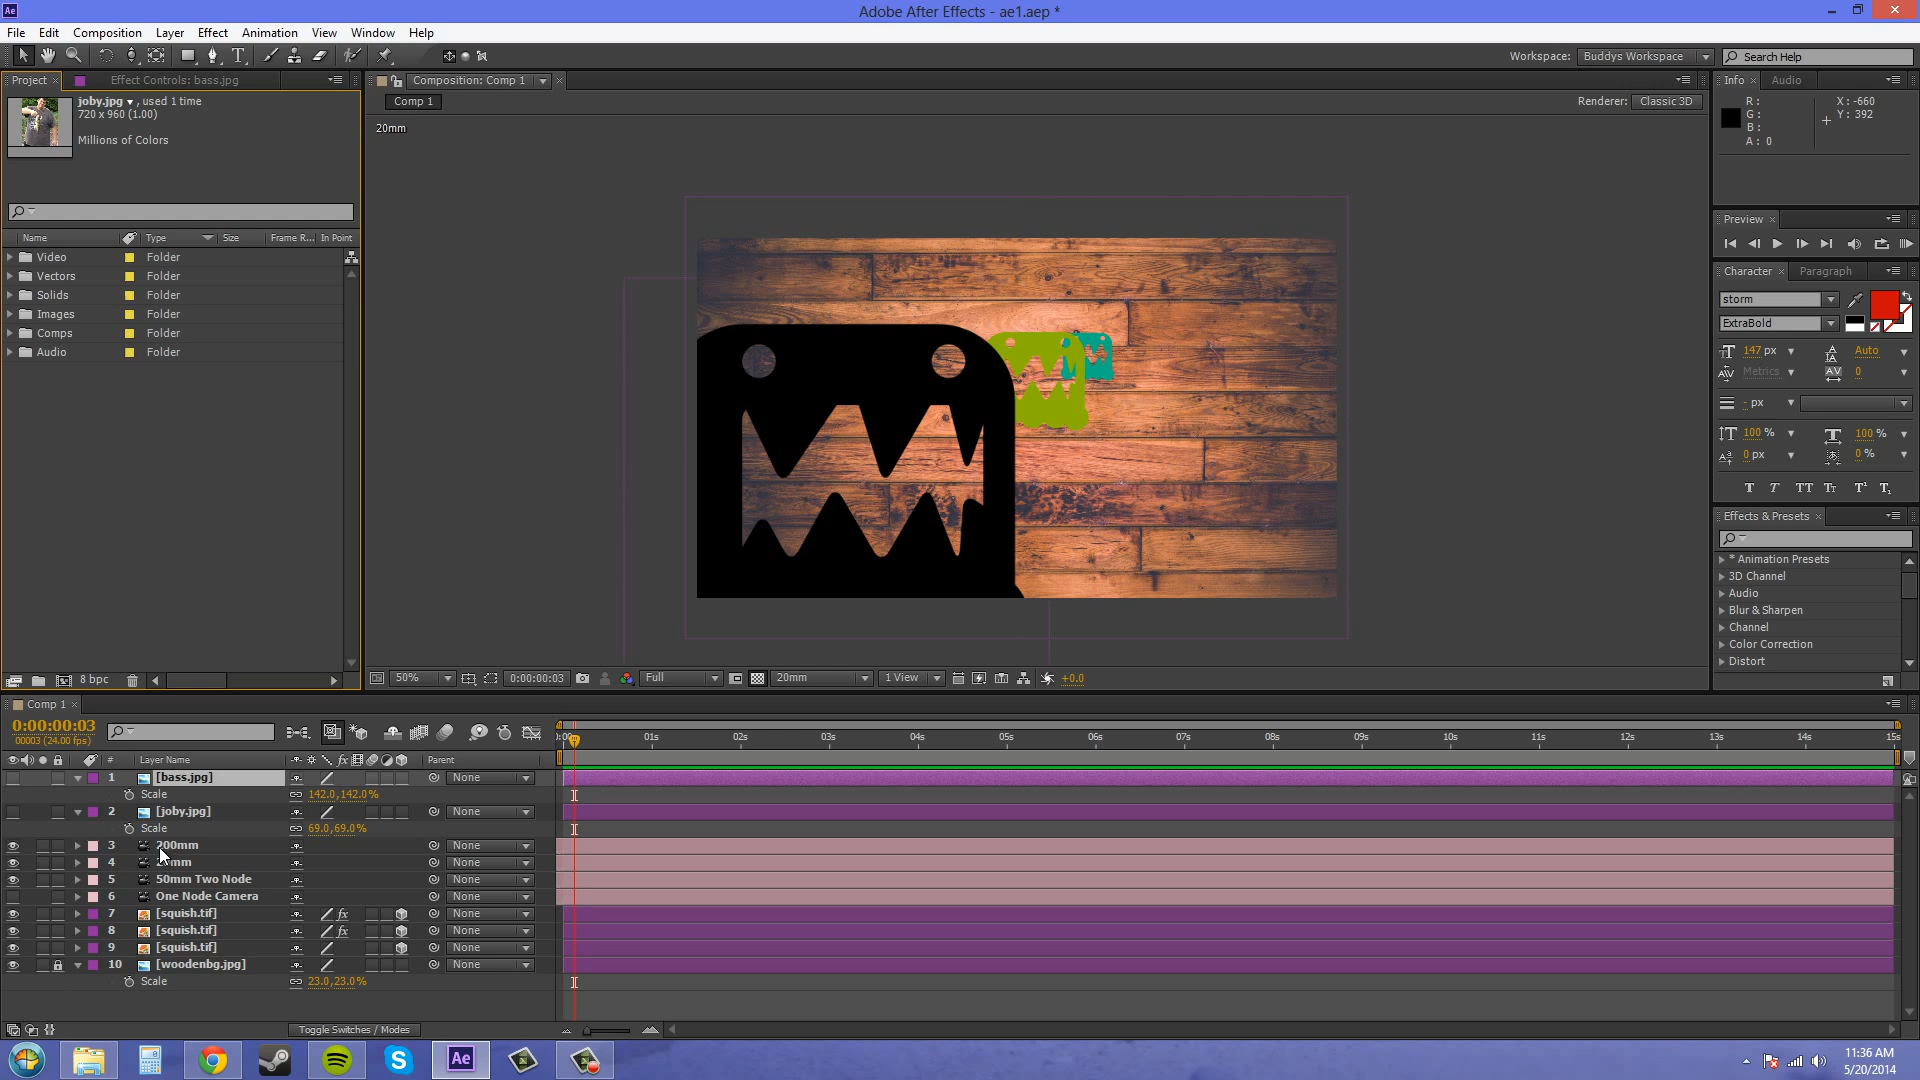 Ae
Adobe After Effects - ae1.aep *
File Edit Composition Layer Effect Animation View Window Help
T Workspace: Buddys Workspace Search Help
Project × Effect Controls: bass.jpg
joby.jpg , used 1 time
720 x 960 (1.00)
Millions of Colors
Name Type Size Frame R... In Point
Video Folder
Vectors Folder
Solids Folder
Images Folder
Comps Folder
Audio Folder
8 bpc
Composition: Comp 1
Comp 1
Renderer: Classic 3D
20mm
50% 0:00:00:03 Full 20mm 1 View +0.0
Info × Audio
R : X : -660
G : Y : 392
B :
A : 0
Preview ×
Character × Paragraph
storm
ExtraBold
147 px Auto
Metrics 0
- px
100 % 100 %
0 px 0 %
T T TT Tt T¹ T₁
Effects & Presets ×
* Animation Presets
3D Channel
Audio
Blur & Sharpen
Channel
Color Correction
Distort
Comp 1 ×
0:00:00:03
00003 (24.00 fps)
:00s 01s 02s 03s 04s 05s 06s 07s 08s 09s 10s 11s 12s 13s 14s 15s
# Layer Name fx Parent
1 [bass.jpg] None
Scale 142.0,142.0%
2 [joby.jpg] None
Scale 69.0,69.0%
3 200mm None
4 None
5 50mm Two Node None
6 One Node Camera None
7 [squish.tif] fx None
8 [squish.tif] fx None
9 [squish.tif] None
10 [woodenbg.jpg] None
Scale 23.0,23.0%
Toggle Switches / Modes
Ae
11:36 AM
5/20/2014